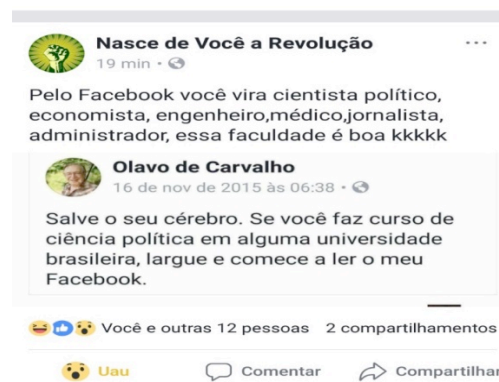 Nasce de Você a Revolução
19 min
Pelo Facebook você vira cientista político,
economista, engenheiro,médico,jornalista,
administrador, essa faculdade é boa kkkkk
Olavo de Carvalho
16 de nov de 2015 às 06:38
Salve o seu cérebro. Se você faz curso de
ciência política em alguma universidade
brasileira, largue e comece a ler o meu
Facebook.
Você e outras 12 pessoas 2 compartilhamentos
Uau Comentar Compartilhar